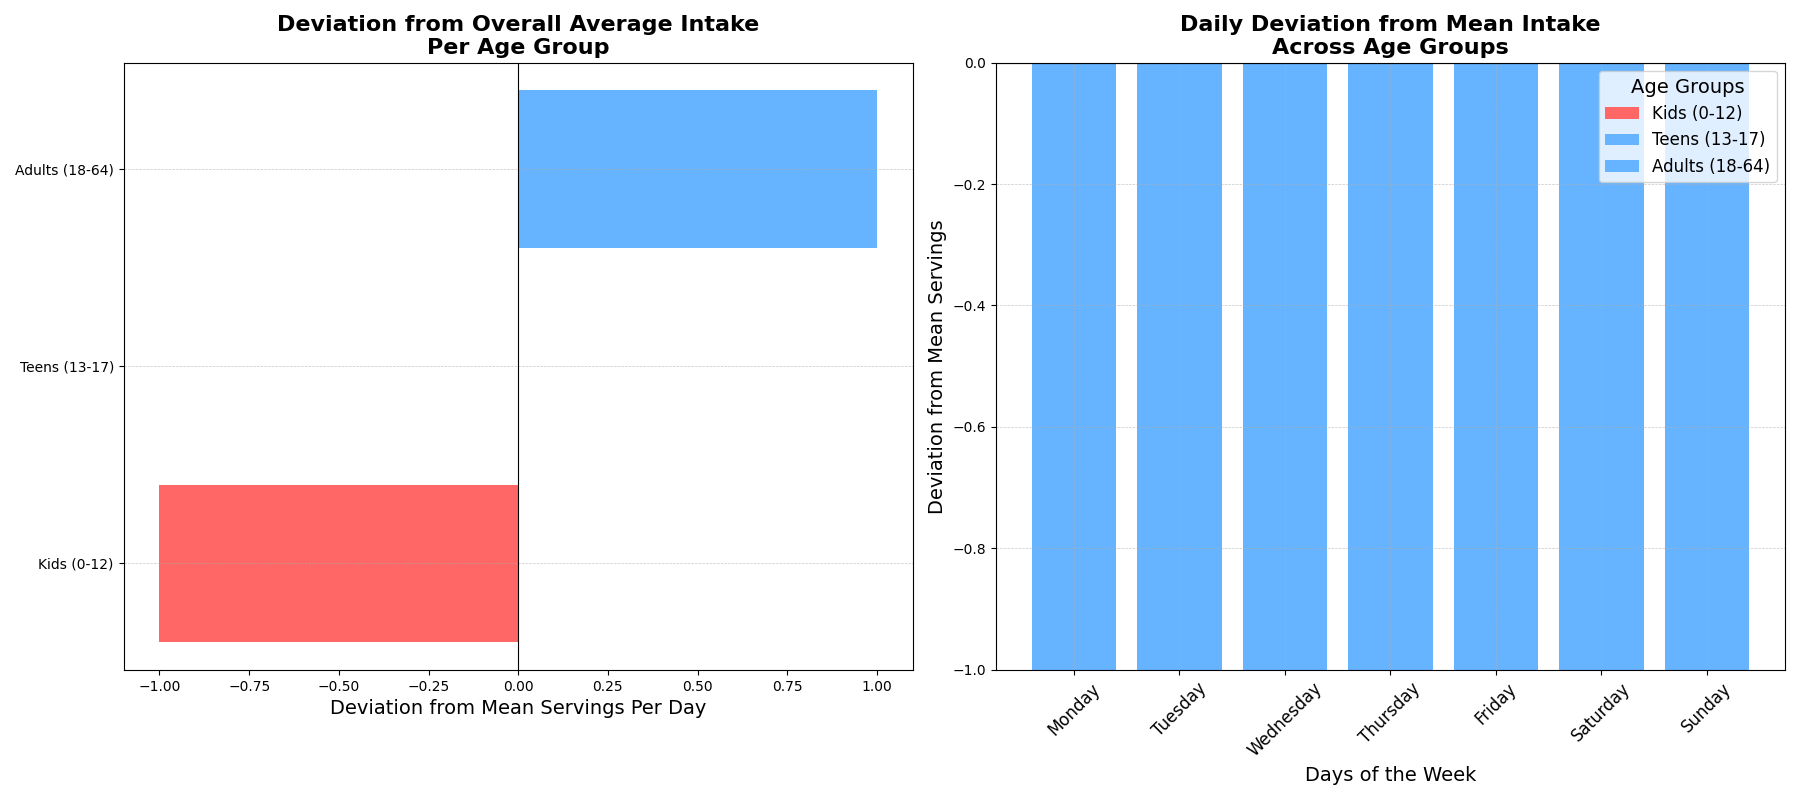 Deviation from Overall Average Intake
Per Age Group
Adults (18-64)
Teens (13-17)
Kids (0-12)
−1.00
−0.75
−0.50
−0.25
0.00
0.25
0.50
0.75
1.00
Deviation from Mean Servings Per Day
Daily Deviation from Mean Intake
Across Age Groups
Age Groups
Kids (0-12)
Teens (13-17)
Adults (18-64)
0.0
−0.2
−0.4
−0.6
−0.8
−1.0
Deviation from Mean Servings
Monday
Tuesday
Wednesday
Thursday
Friday
Saturday
Sunday
Days of the Week